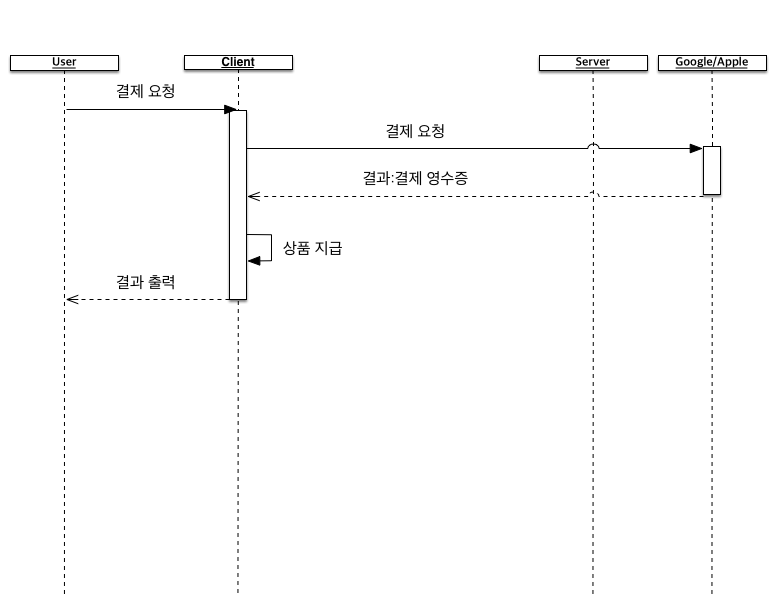 User
Client
Server
Google/Apple
결제 요청
결제 요청
결과:결제 영수증
상품 지급
결과 출력